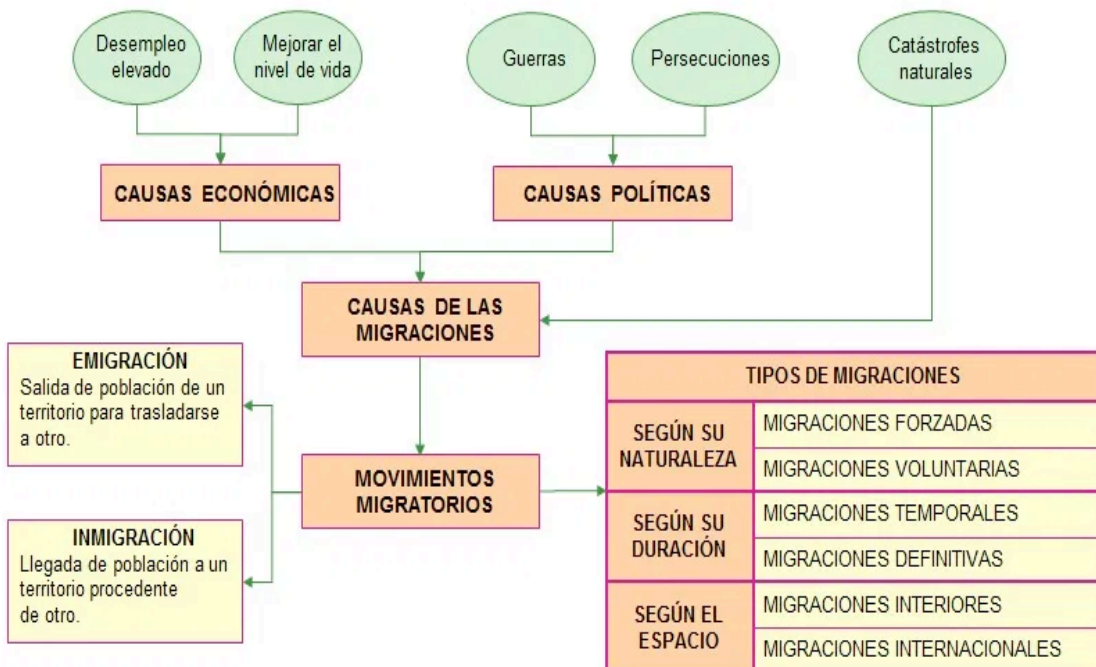 Desempleo
elevado
Mejorar el
nivel de vida
Guerras
Persecuciones
Catástrofes
naturales
CAUSAS ECONÓMICAS
CAUSAS POLÍTICAS
CAUSAS DE LAS
MIGRACIONES
EMIGRACIÓN
Salida de población de un
territorio para trasladarse
a otro.
MOVIMIENTOS
MIGRATORIOS
INMIGRACIÓN
Llegada de población a un
territorio procedente
de otro.
TIPOS DE MIGRACIONES
SEGÚN SU
NATURALEZA
MIGRACIONES FORZADAS
MIGRACIONES VOLUNTARIAS
SEGÚN SU
DURACIÓN
MIGRACIONES TEMPORALES
MIGRACIONES DEFINITIVAS
SEGÚN EL
ESPACIO
MIGRACIONES INTERIORES
MIGRACIONES INTERNACIONALES